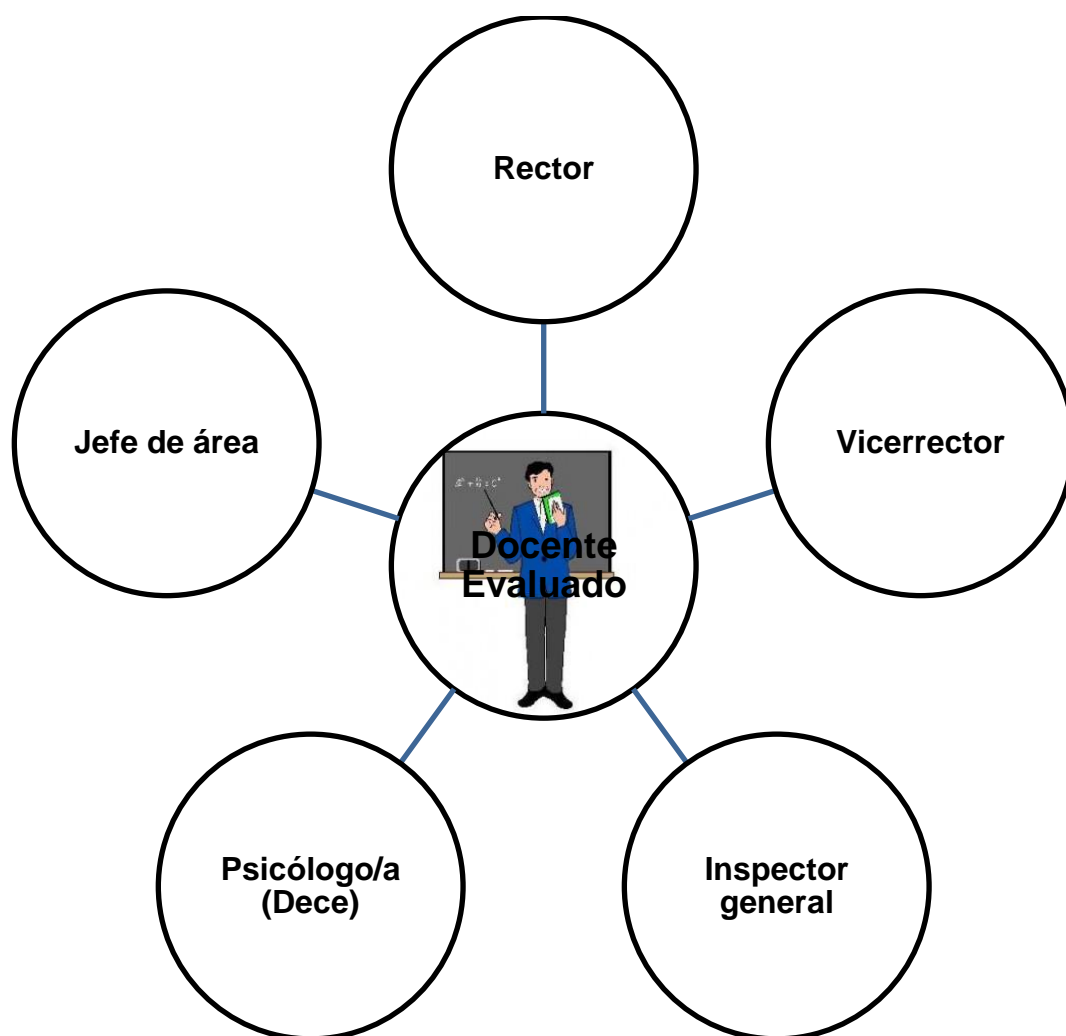 Rector
Jefe de área
Vicerrector
Docente
Evaluado
Psicólogo/a
(Dece)
Inspector
general